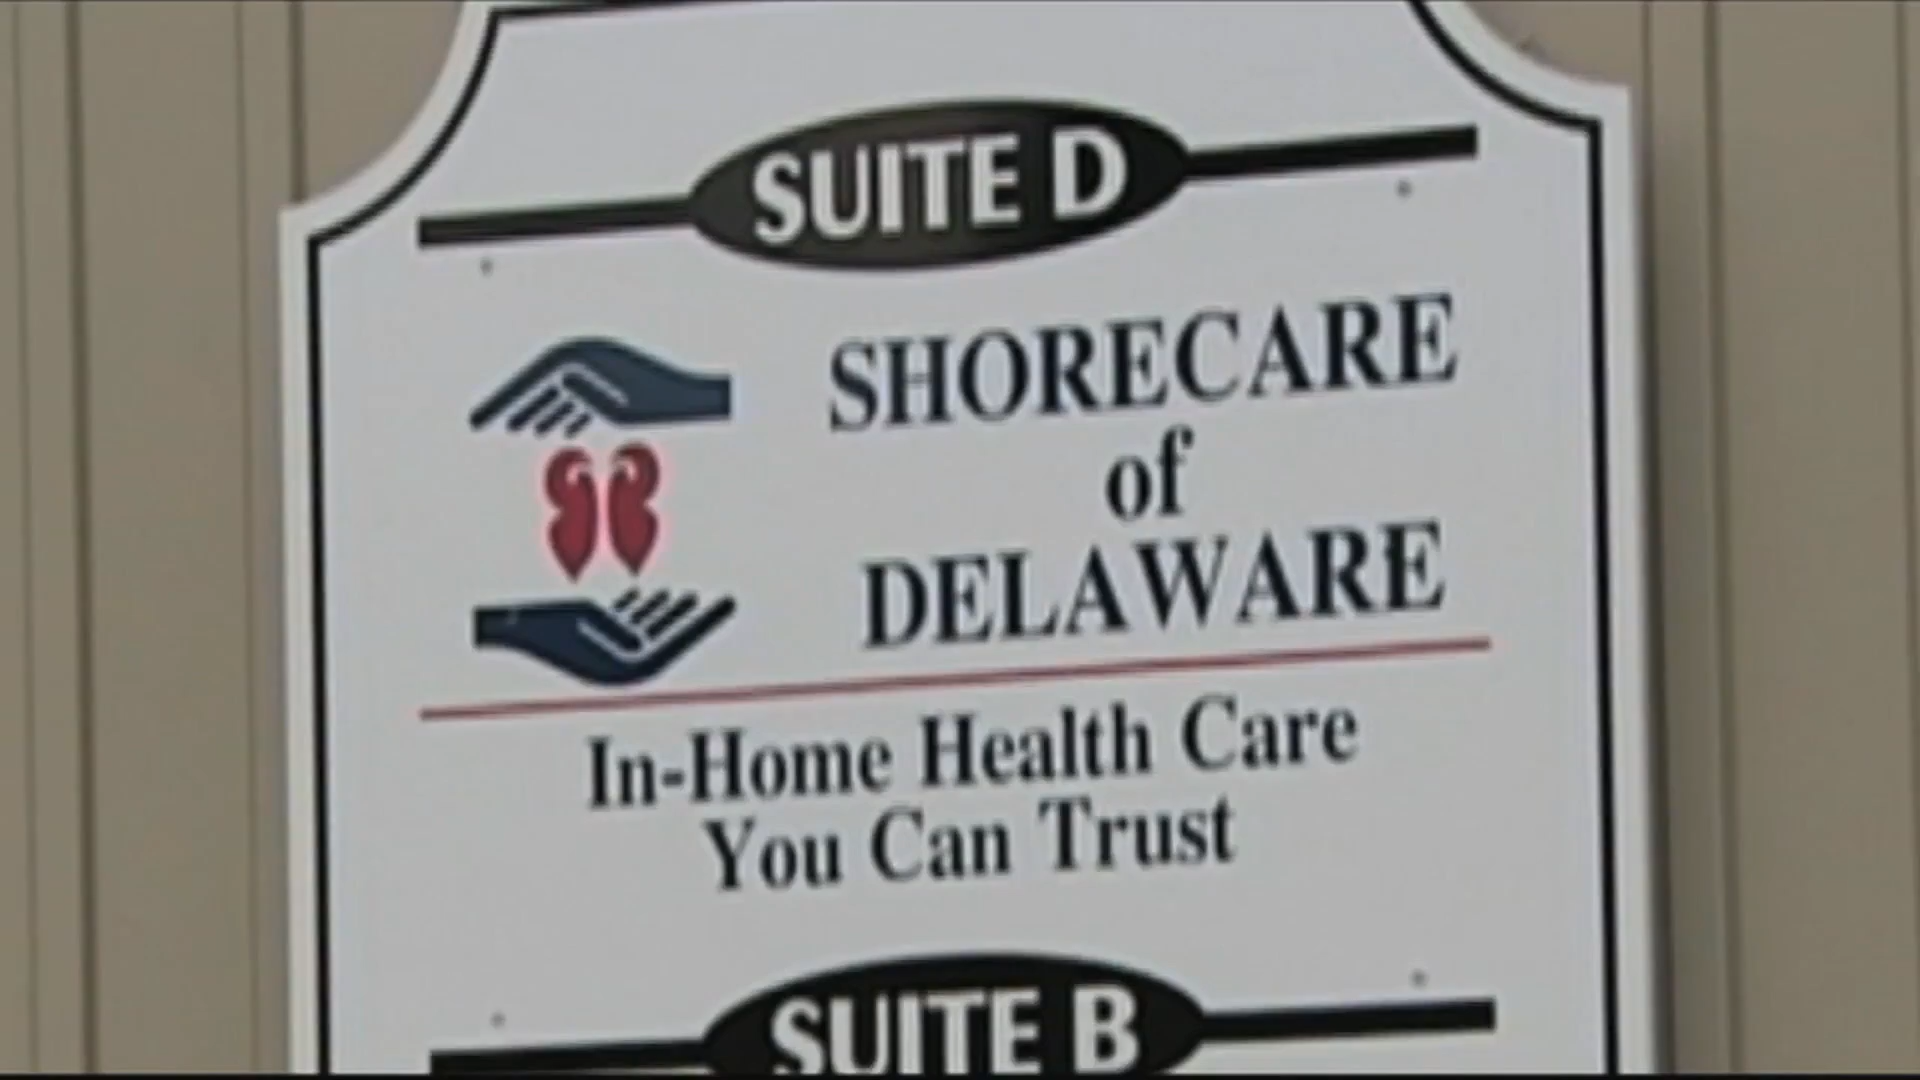 SUITE D
SHORECARE
of
DELAWARE
In-Home Health Care
You Can Trust
SUITE B